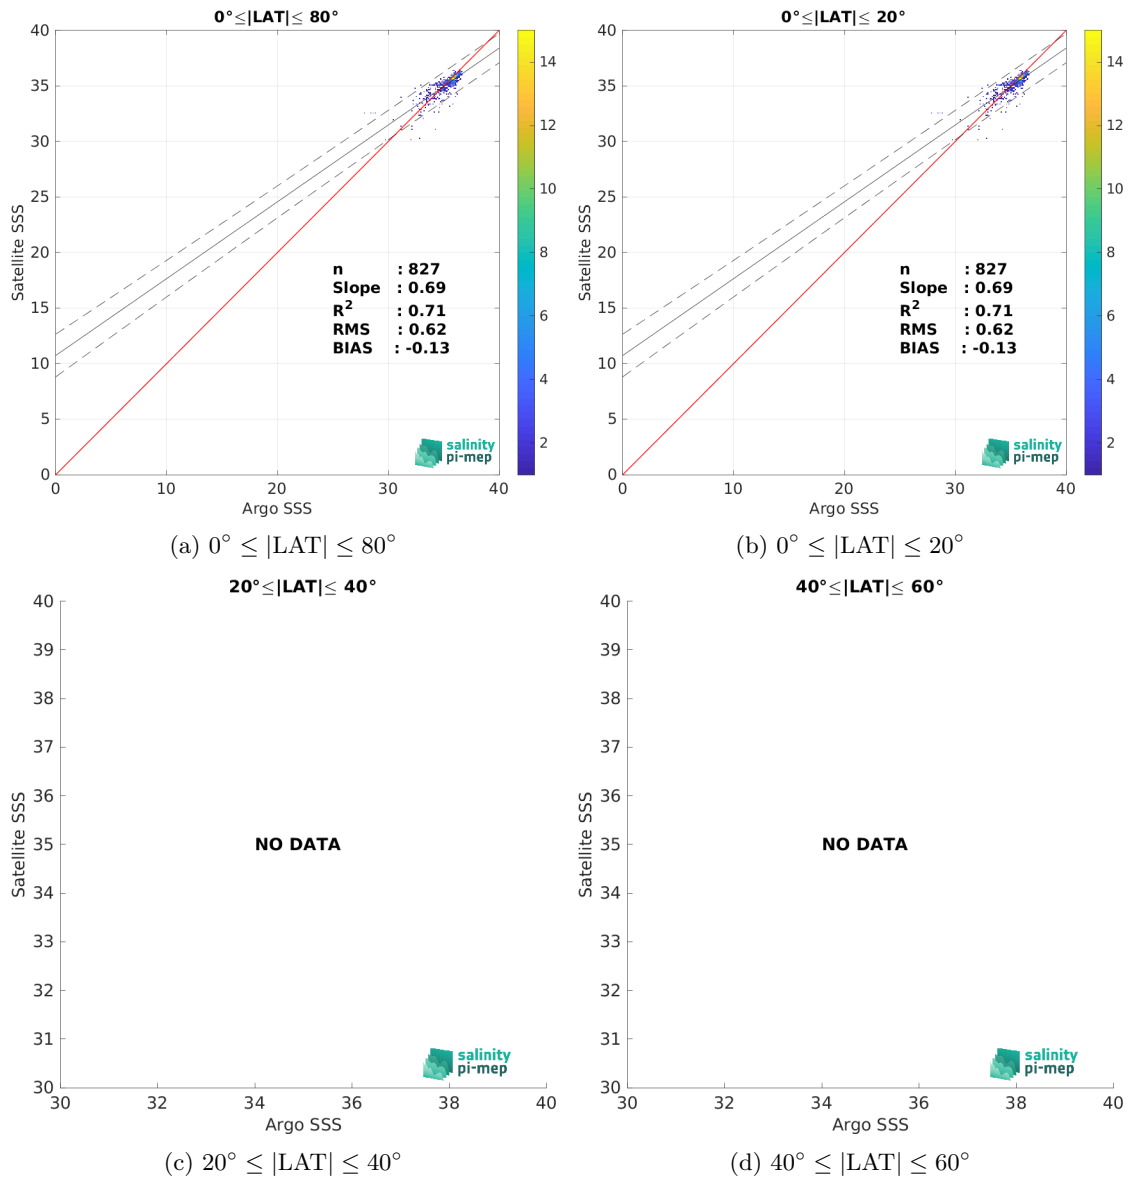 0°≤|LAT|≤ 80°
40
35
30
25
20
15
10
5
0
Satellite SSS
0
10
20
30
40
Argo SSS
14
12
10
8
6
4
2
n : 827
Slope : 0.69
R² : 0.71
RMS : 0.62
BIAS : -0.13
salinity
pi-mep
(a) 0° ≤ |LAT| ≤ 80°
0°≤|LAT|≤ 20°
40
35
30
25
20
15
10
5
0
Satellite SSS
0
10
20
30
40
Argo SSS
14
12
10
8
6
4
2
n : 827
Slope : 0.69
R² : 0.71
RMS : 0.62
BIAS : -0.13
salinity
pi-mep
(b) 0° ≤ |LAT| ≤ 20°
20°≤|LAT|≤ 40°
40
39
38
37
36
35
34
33
32
31
30
Satellite SSS
NO DATA
salinity
pi-mep
30
32
34
36
38
40
Argo SSS
(c) 20° ≤ |LAT| ≤ 40°
40°≤|LAT|≤ 60°
40
39
38
37
36
35
34
33
32
31
30
Satellite SSS
NO DATA
salinity
pi-mep
30
32
34
36
38
40
Argo SSS
(d) 40° ≤ |LAT| ≤ 60°